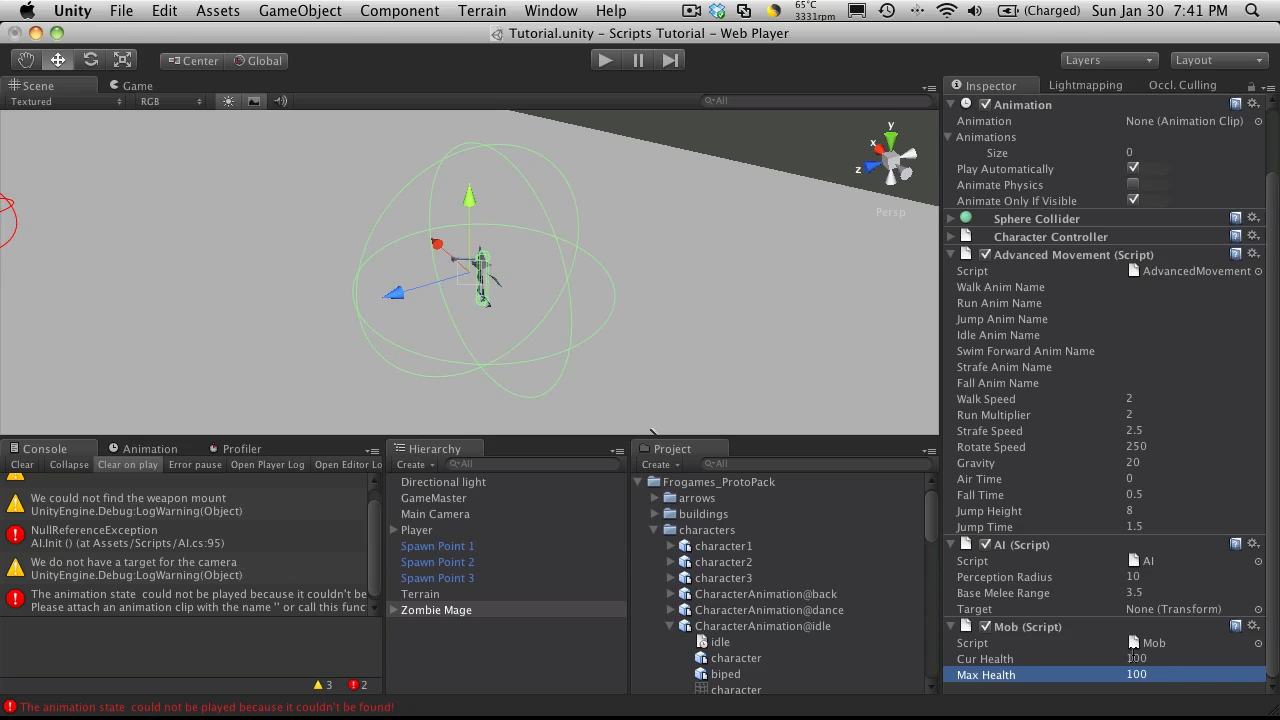 Unity File Edit Assets GameObject Component Terrain Window Help 65°C 3331rpm (Charged) Sun Jan 30 7:41 PM
Tutorial.unity – Scripts Tutorial – Web Player
Center Global Layers Layout
Scene Game
Textured RGB All
y
x
z
Persp
Inspector Lightmapping Occl. Culling
Animation
Animation None (Animation Clip)
Animations
Size 0
Play Automatically
Animate Physics
Animate Only If Visible
Sphere Collider
Character Controller
Advanced Movement (Script)
Script AdvancedMovement
Walk Anim Name
Run Anim Name
Jump Anim Name
Idle Anim Name
Swim Forward Anim Name
Strafe Anim Name
Fall Anim Name
Walk Speed 2
Run Multiplier 2
Strafe Speed 2.5
Rotate Speed 250
Gravity 20
Air Time 0
Fall Time 0.5
Jump Height 8
Jump Time 1.5
AI (Script)
Script AI
Perception Radius 10
Base Melee Range 3.5
Target None (Transform)
Mob (Script)
Script Mob
Cur Health 100
Max Health 100
Console Animation Profiler
Clear Collapse Clear on play Error pause Open Player Log Open Editor Lo
We could not find the weapon mount
UnityEngine.Debug:LogWarning(Object)
NullReferenceException
AI.Init () (at Assets/Scripts/AI.cs:95)
We do not have a target for the camera
UnityEngine.Debug:LogWarning(Object)
The animation state could not be played because it couldn't be
Please attach an animation clip with the name '' or call this func
3 2
Hierarchy
Create All
Directional light
GameMaster
Main Camera
Player
Spawn Point 1
Spawn Point 2
Spawn Point 3
Terrain
Zombie Mage
Project
Create All
Frogames_ProtoPack
arrows
buildings
characters
character1
character2
character3
CharacterAnimation@back
CharacterAnimation@dance
CharacterAnimation@idle
idle
character
biped
character
The animation state could not be played because it couldn't be found!